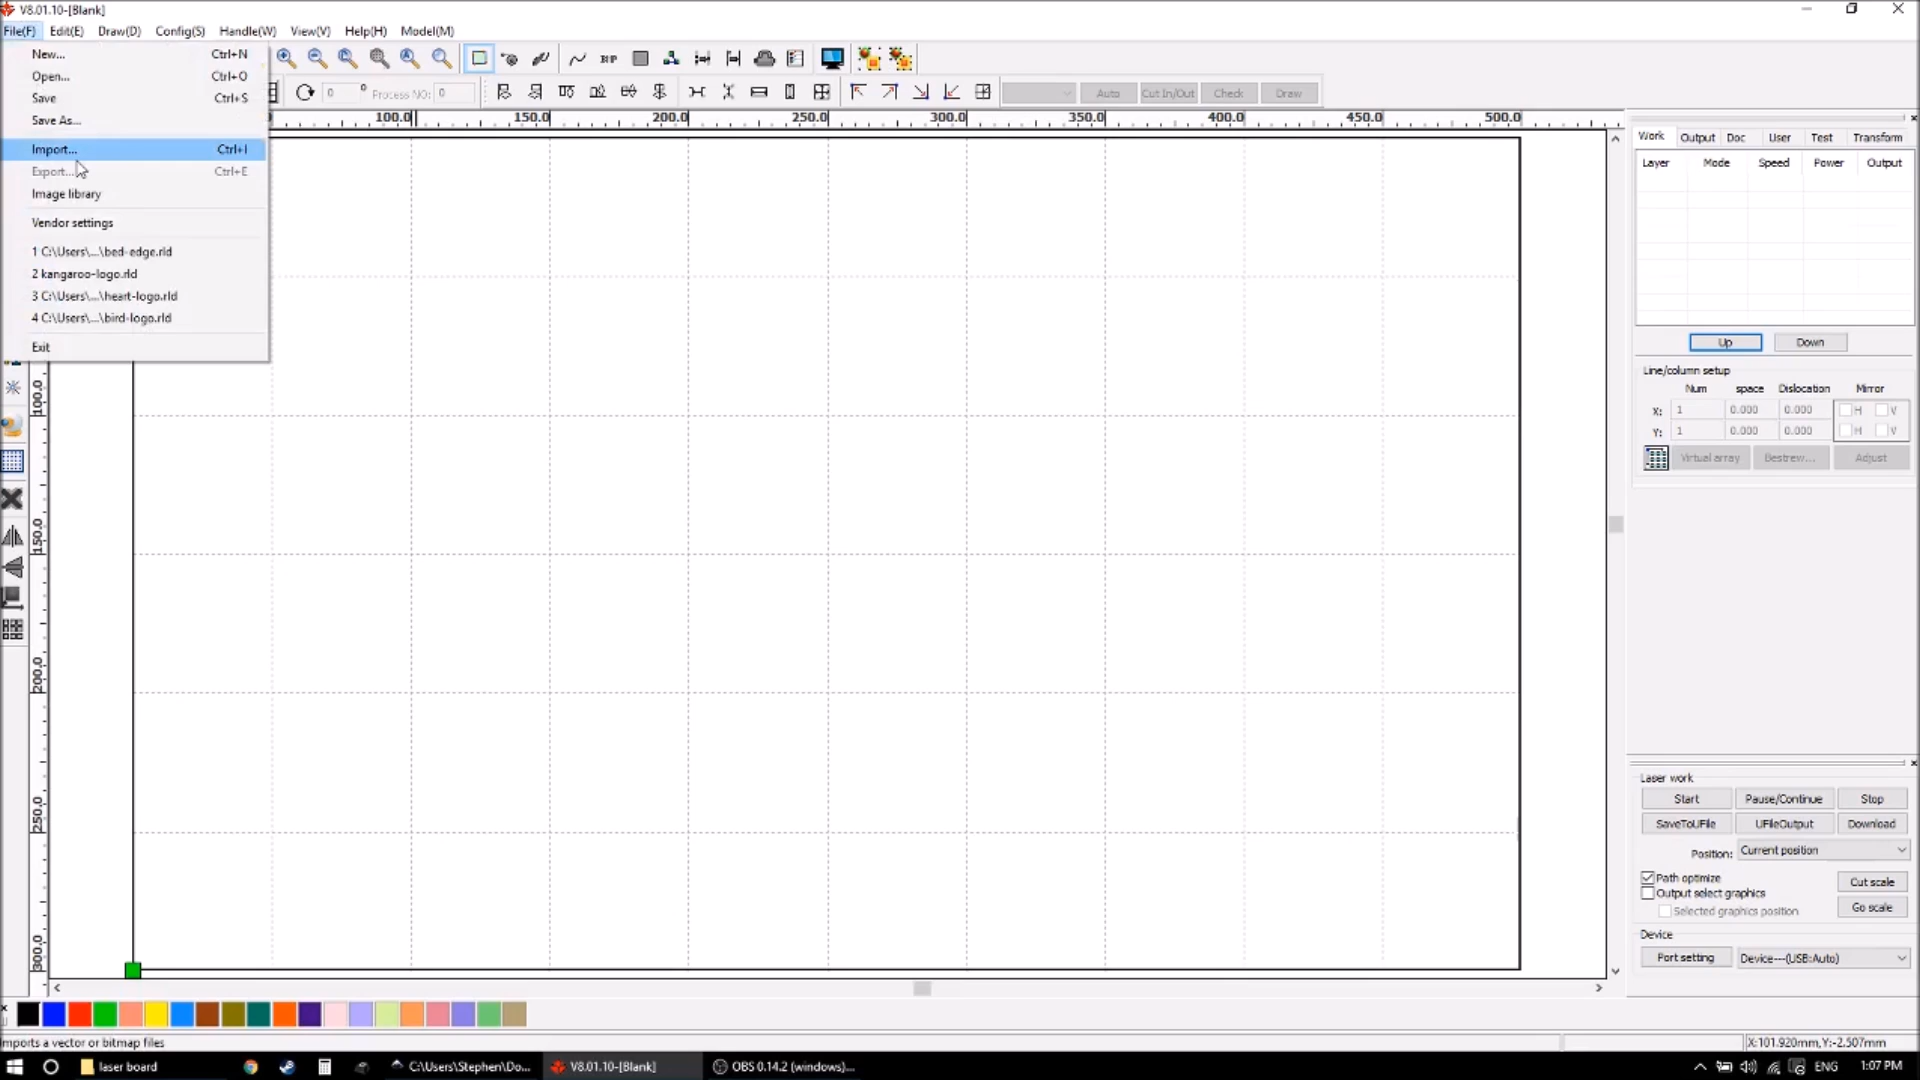 V8.01.10-[Blank]
File(F) Edit(E) Draw(D) Config(S) Handle(W) View(V) Help(H) Model(M)
New... Ctrl+N
Open... Ctrl+O
Save Ctrl+S
Save As...
Import... Ctrl+I
Export... Ctrl+E
Image library
Vendor settings
1 C:\Users\...\bed-edge.rld
2 kangaroo-logo.rld
3 C:\Users\...\heart-logo.rld
4 C:\Users\...\bird-logo.rld
Exit
0 ° Process NO: 0
Auto Cut In/Out Check Draw
100.0 150.0 200.0 250.0 300.0 350.0 400.0 450.0 500.0
100.0
150.0
200.0
250.0
300.0
Work Output Doc User Test Transform
Layer Mode Speed Power Output
Up Down
Line/column setup
Num space Dislocation Mirror
X: 1 0.000 0.000 H V
Y: 1 0.000 0.000 H V
Virtual array Bestrew... Adjust
Laser work
Start Pause/Continue Stop
SaveToUFile UFileOutput Download
Position: Current position
Path optimize
Output select graphics
Selected graphics position
Cut scale
Go scale
Device
Port setting Device---(USB:Auto)
Imports a vector or bitmap files
X:101.920mm,Y:-2.507mm
laser board
C:\Users\Stephen\Do...
V8.01.10-[Blank]
OBS 0.14.2 (windows)...
ENG 1:07 PM